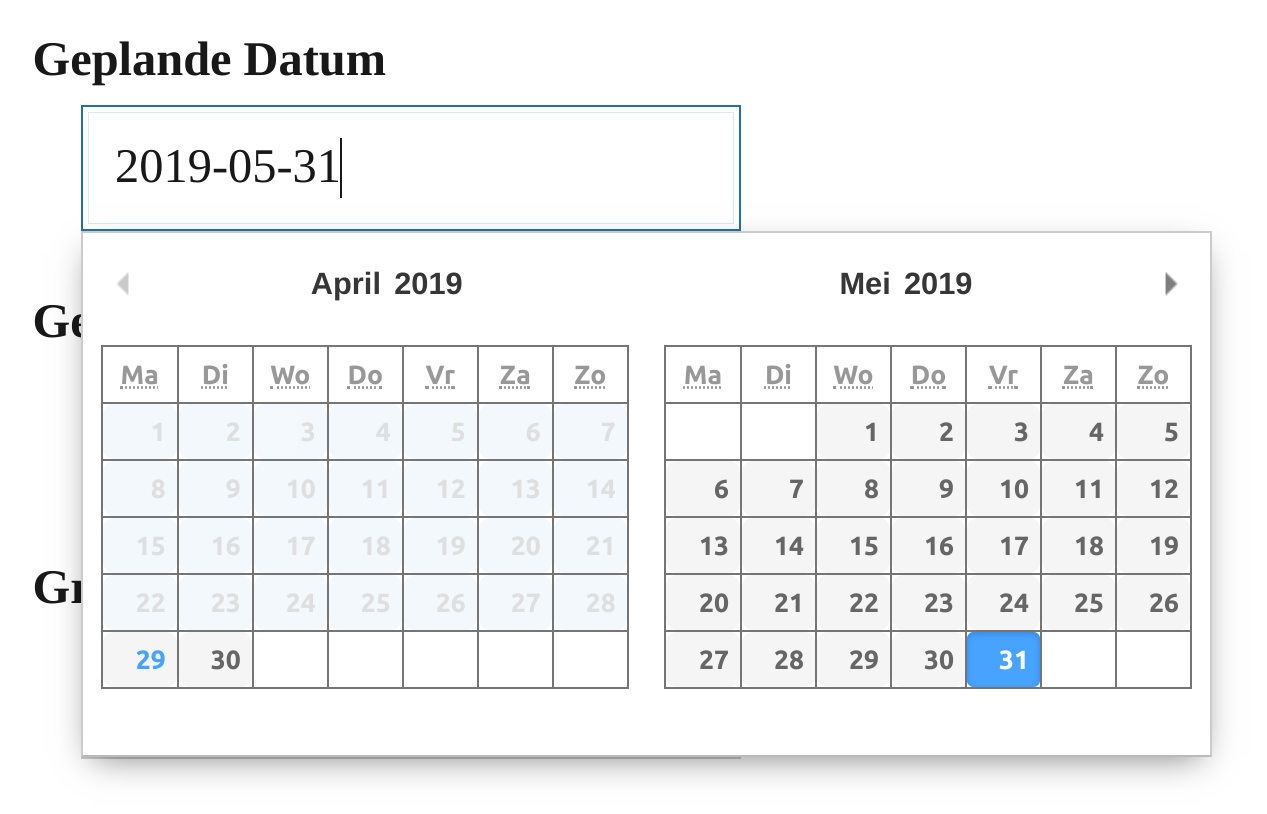 Geplande Datum
2019-05-31
April 2019
Ma Di Wo Do Vr Za Zo
1 2 3 4 5 6 7
8 9 10 11 12 13 14
15 16 17 18 19 20 21
22 23 24 25 26 27 28
29 30
Mei 2019
Ma Di Wo Do Vr Za Zo
1 2 3 4 5
6 7 8 9 10 11 12
13 14 15 16 17 18 19
20 21 22 23 24 25 26
27 28 29 30 31